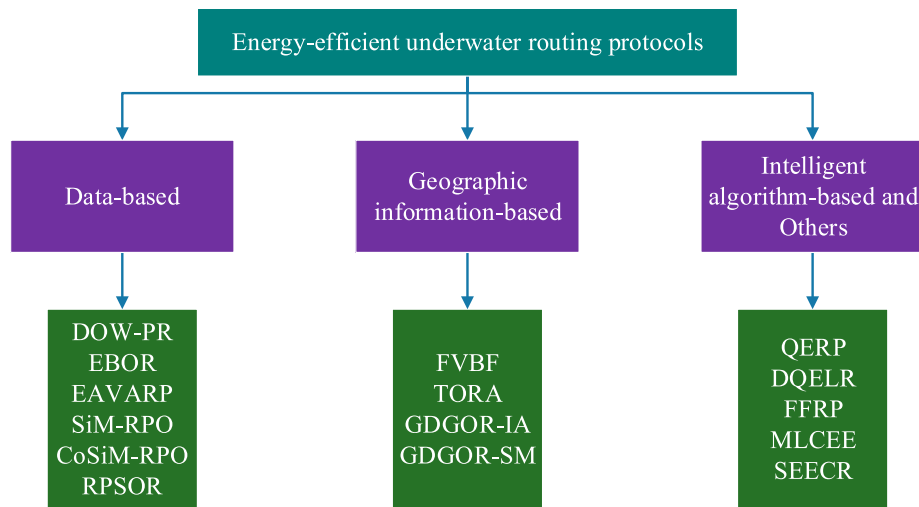 Energy-efficient underwater routing protocols
Data-based
Geographic
information-based
Intelligent
algorithm-based and
Others
DOW-PR
EBOR
EAVARP
SiM-RPO
CoSiM-RPO
RPSOR
FVBF
TORA
GDGOR-IA
GDGOR-SM
QERP
DQELR
FFRP
MLCEE
SEECR